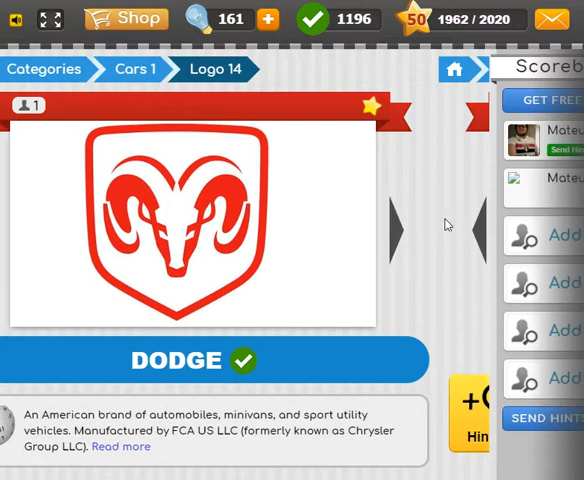 Shop
161
+
1196
50
1962 / 2020
Categories
Cars 1
Logo 14
Scoreb
1
GET FREE
Mateu
Send Hin
Mateu
Add
Add
Add
Add
SEND HINTS
DODGE
An American brand of automobiles, minivans, and sport utility
vehicles. Manufactured by FCA US LLC (formerly known as Chrysler
Group LLC). Read more
Hin